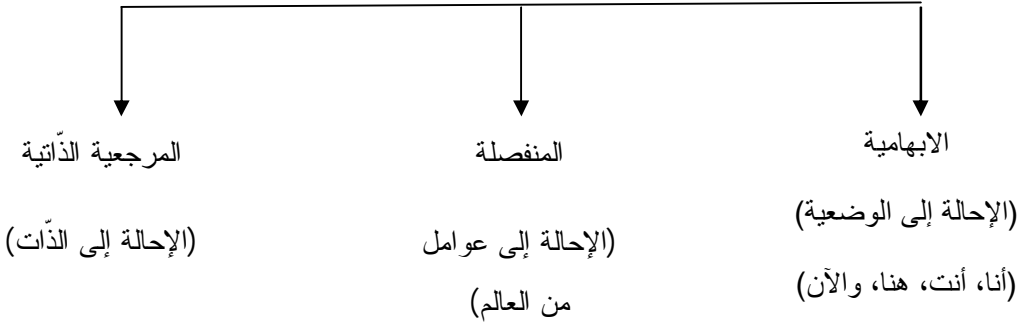 الابهامية
(الإحالة إلى الوضعية)
(أنا، أنت، هنا، والآن)
المنفصلة
(الإحالة إلى عوامل
من العالم)
المرجعية الذّاتية
(الإحالة إلى الذّات)